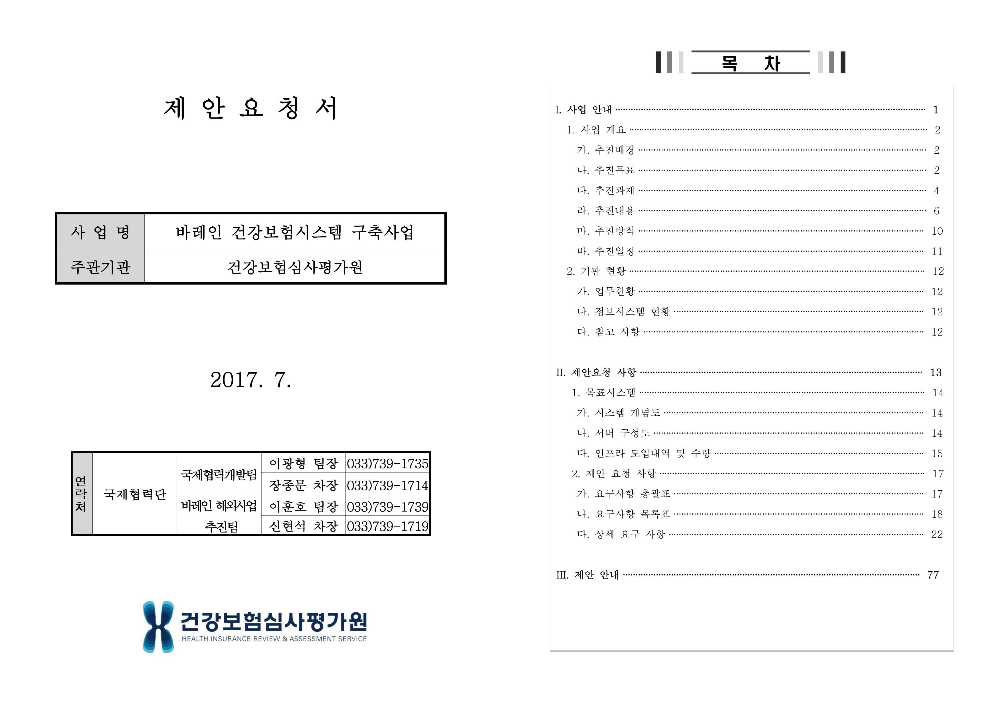 제 안 요 청 서
사 업 명 바레인 건강보험시스템 구축사업
주관기관 건강보험심사평가원
2017. 7.
연락처 국제협력단 국제협력개발팀 이광형 팀장 033)739-1735
장종문 차장 033)739-1714
바레인 해외사업 추진팀 이훈호 팀장 033)739-1739
신현석 차장 033)739-1719
건강보험심사평가원
HEALTH INSURANCE REVIEW & ASSESSMENT SERVICE
목 차
I. 사업 안내 1
1. 사업 개요 2
가. 추진배경 2
나. 추진목표 2
다. 추진과제 4
라. 추진내용 6
마. 추진방식 10
바. 추진일정 11
2. 기관 현황 12
가. 업무현황 12
나. 정보시스템 현황 12
다. 참고 사항 12
II. 제안요청 사항 13
1. 목표시스템 14
가. 시스템 개념도 14
나. 서버 구성도 14
다. 인프라 도입내역 및 수량 15
2. 제안 요청 사항 17
가. 요구사항 총괄표 17
나. 요구사항 목록표 18
다. 상세 요구 사항 22
III. 제안 안내 77